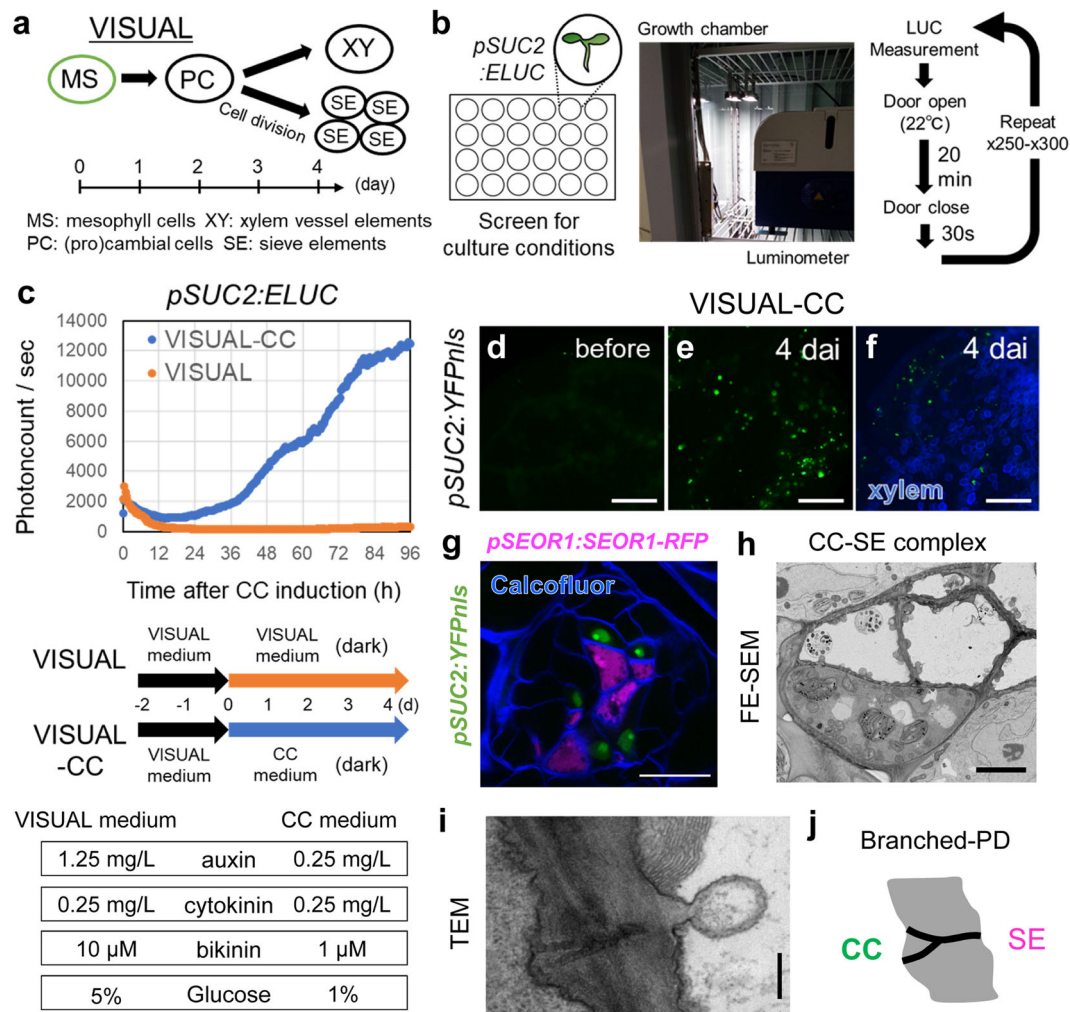 a
VISUAL
MS
PC
XY
SE
SE
SE
SE
Cell division
0 1 2 3 4 (day)
MS: mesophyll cells XY: xylem vessel elements
PC: (pro)cambial cells SE: sieve elements
b
pSUC2
:ELUC
Screen for
culture conditions
Growth chamber
Luminometer
LUC
Measurement
Door open
(22℃)
20
min
Door close
30s
Repeat
x250-x300
c
pSUC2:ELUC
14000
12000
10000
8000
6000
4000
2000
0
Photoncount / sec
VISUAL-CC
VISUAL
0 12 24 36 48 60 72 84 96
Time after CC induction (h)
VISUAL
VISUAL
medium
VISUAL
medium
(dark)
-2 -1 0 1 2 3 4 (d)
VISUAL
-CC
VISUAL
medium
CC
medium
(dark)
VISUAL medium CC medium
1.25 mg/L auxin 0.25 mg/L
0.25 mg/L cytokinin 0.25 mg/L
10 µM bikinin 1 µM
5% Glucose 1%
VISUAL-CC
pSUC2:YFPnls
d before
e 4 dai
f 4 dai
xylem
g
pSEOR1:SEOR1-RFP
pSUC2:YFPnls
Calcofluor
h
CC-SE complex
FE-SEM
i
TEM
j
Branched-PD
CC
SE